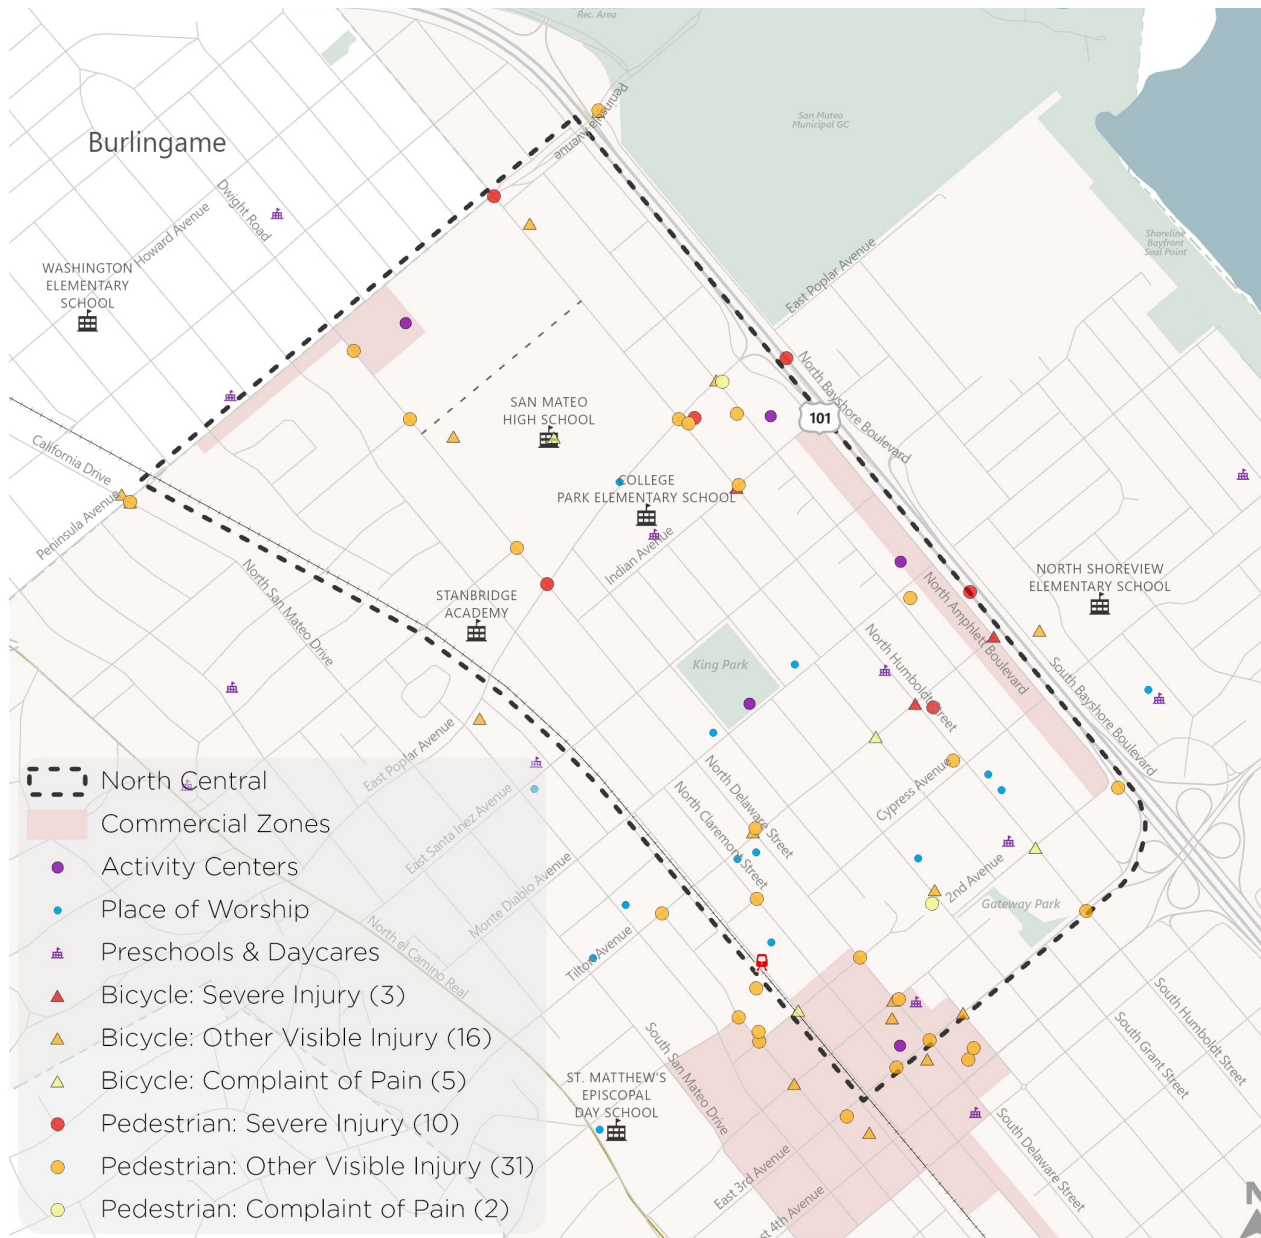 Rec. Area
Peninsula Avenue
San Mateo
Municipal GC
Burlingame
Dwight Road
Howard Avenue
Shoreline
Bayfront
Seal Point
East Poplar Avenue
WASHINGTON
ELEMENTARY
SCHOOL
North Bayshore Boulevard
101
SAN MATEO
HIGH SCHOOL
California Drive
COLLEGE
PARK ELEMENTARY SCHOOL
Peninsula Avenue
Indian Avenue
North San Mateo Drive
STANBRIDGE
ACADEMY
NORTH SHOREVIEW
ELEMENTARY SCHOOL
North Amphlett Boulevard
North Humboldt Street
King Park
South Bayshore Boulevard
East Poplar Avenue
North Delaware Street
North Claremont Street
Cypress Avenue
East Santa Inez Avenue
2nd Avenue
Gateway Park
Monte Diablo Avenue
North el Camino Real
Tilton Avenue
South Humboldt Street
South Grant Street
South San Mateo Drive
ST. MATTHEW'S
EPISCOPAL
DAY SCHOOL
South Delaware Street
East 3rd Avenue
East 4th Avenue
N
North Central
Commercial Zones
Activity Centers
Place of Worship
Preschools & Daycares
Bicycle: Severe Injury (3)
Bicycle: Other Visible Injury (16)
Bicycle: Complaint of Pain (5)
Pedestrian: Severe Injury (10)
Pedestrian: Other Visible Injury (31)
Pedestrian: Complaint of Pain (2)